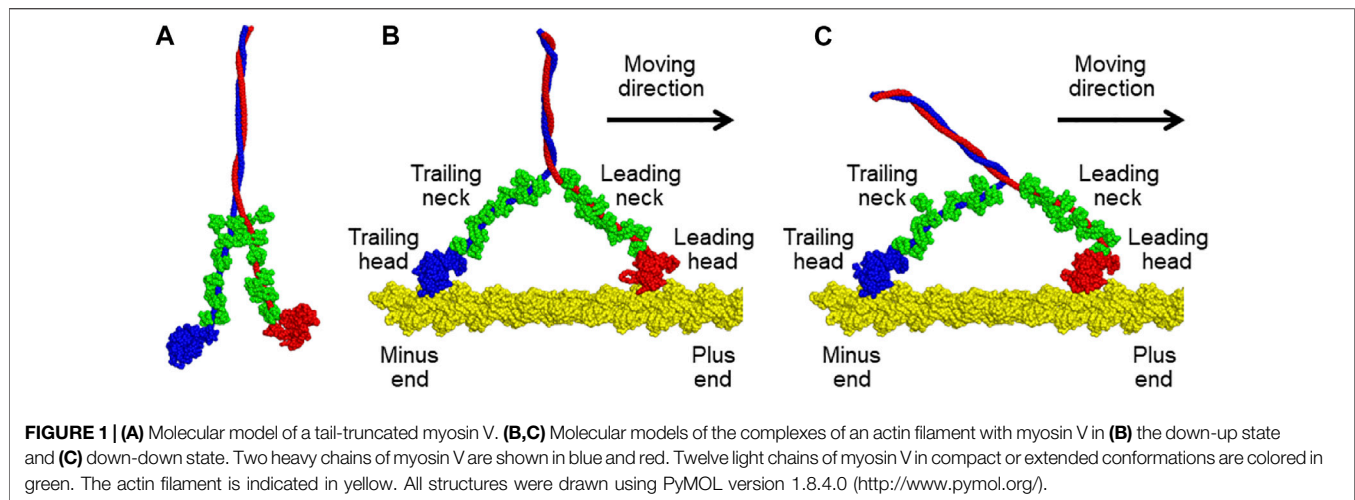 A
B
C
Moving
direction
Moving
direction
Trailing
neck
Leading
neck
Trailing
neck
Leading
neck
Trailing
head
Leading
head
Trailing
head
Leading
head
Minus
end
Plus
end
Minus
end
Plus
end
FIGURE 1 | (A) Molecular model of a tail-truncated myosin V. (B,C) Molecular models of the complexes of an actin filament with myosin V in (B) the down-up state
and (C) down-down state. Two heavy chains of myosin V are shown in blue and red. Twelve light chains of myosin V in compact or extended conformations are colored in
green. The actin filament is indicated in yellow. All structures were drawn using PyMOL version 1.8.4.0 (http://www.pymol.org/).